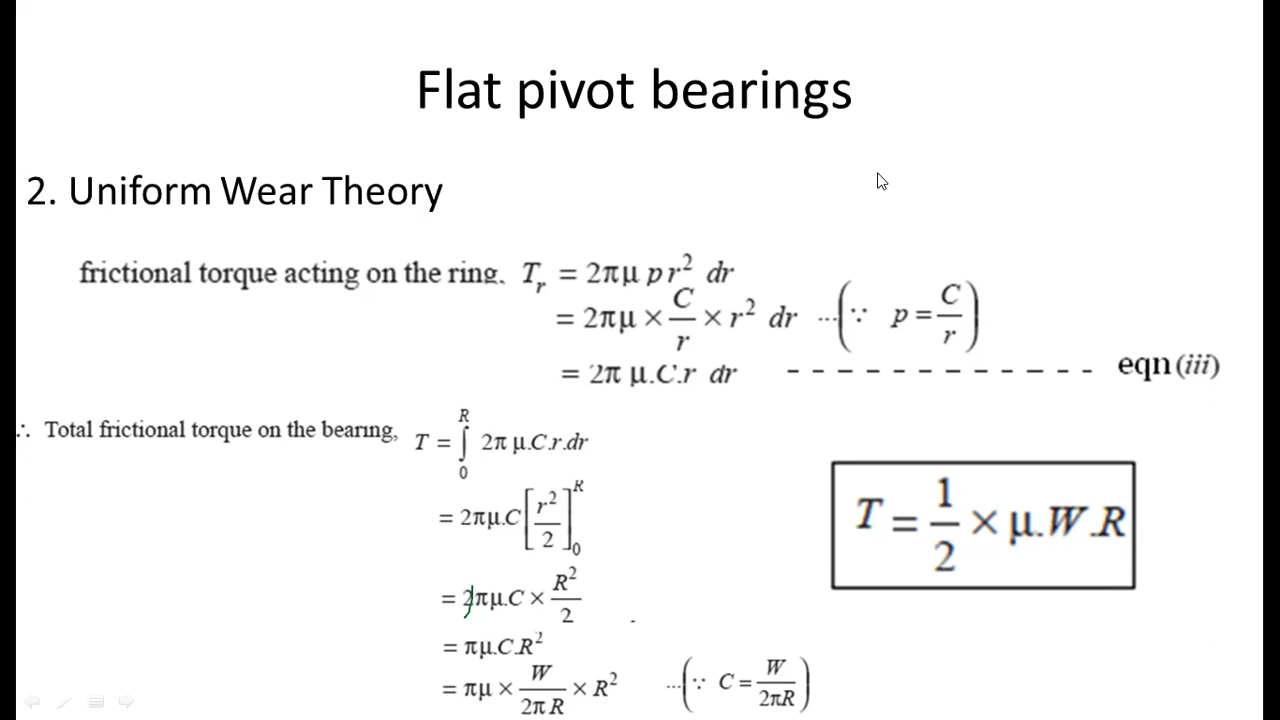 Flat pivot bearings
2. Uniform Wear Theory
frictional torque acting on the ring, T_r = 2πμ p r² dr
= 2πμ × C/r × r² dr ...(∵ p = C/r)
= 2π μ.C.r dr - - - - - - - - - - - - eqn (iii)
∴ Total frictional torque on the bearing, T = ∫₀ᴿ 2π μ.C.r.dr
= 2πμ.C [r²/2]₀ᴿ
= 2πμ.C × R²/2
= πμ.C.R²
= πμ × W/2πR × R² ...(∵ C = W/2πR)
T = 1/2 × μ.W.R